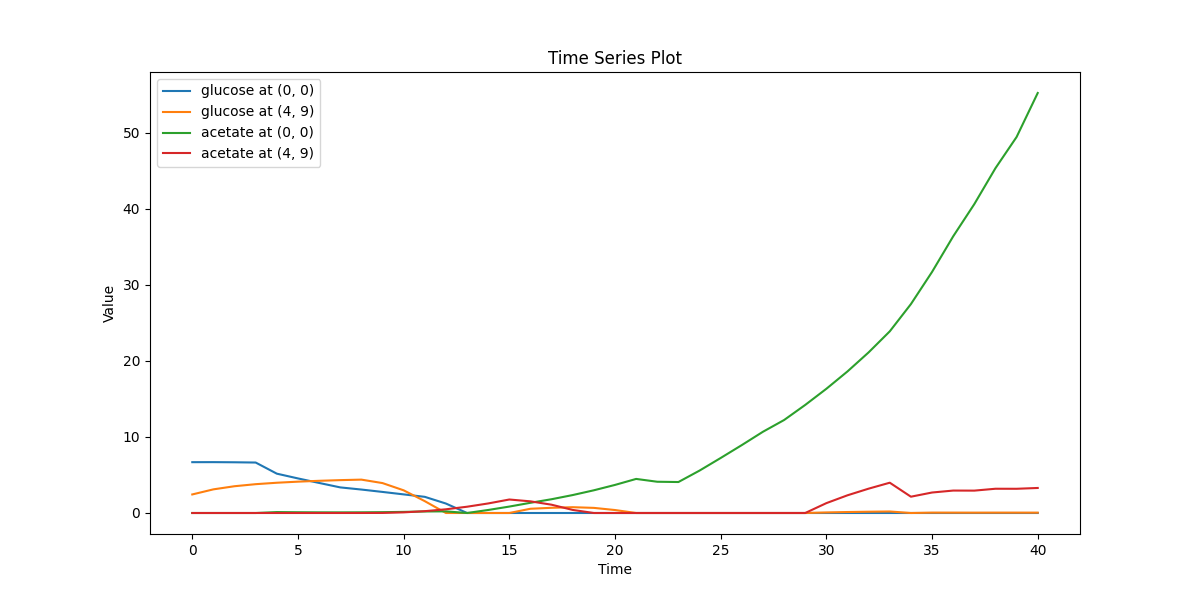 Time Series Plot
glucose at (0, 0)
glucose at (4, 9)
acetate at (0, 0)
acetate at (4, 9)
Value
50
40
30
20
10
0
0 5 10 15 20 25 30 35 40
Time